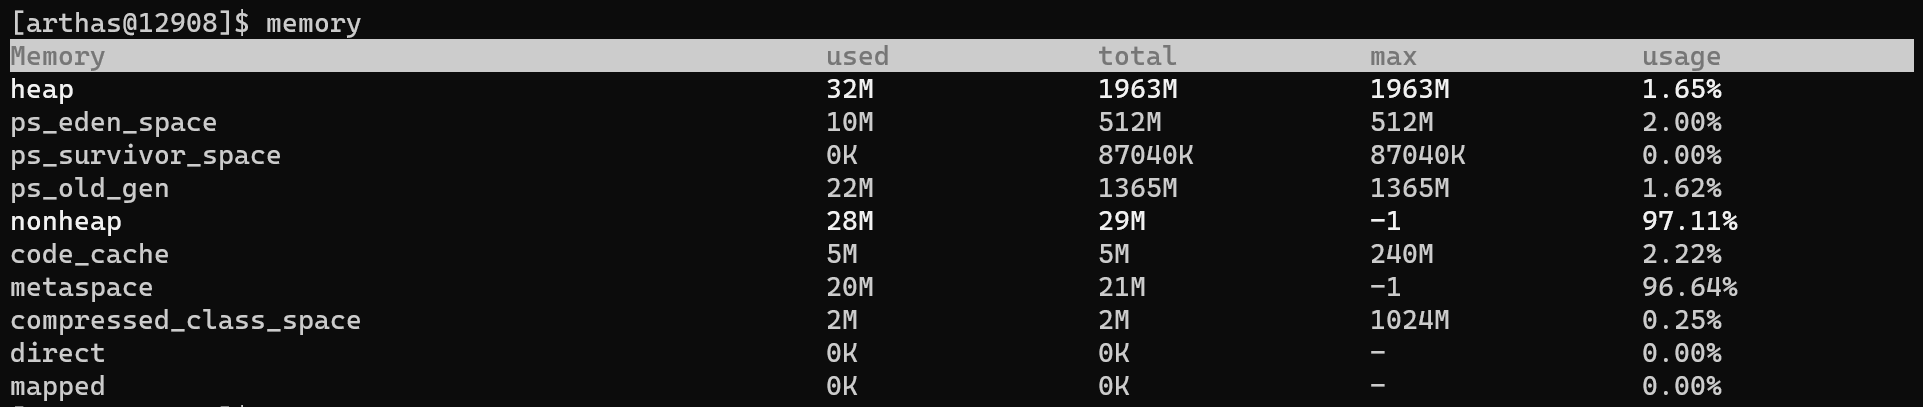 [arthas@12908]$ memory
Memory used total max usage
heap 32M 1963M 1963M 1.65%
ps_eden_space 10M 512M 512M 2.00%
ps_survivor_space 0K 87040K 87040K 0.00%
ps_old_gen 22M 1365M 1365M 1.62%
nonheap 28M 29M -1 97.11%
code_cache 5M 5M 240M 2.22%
metaspace 20M 21M -1 96.64%
compressed_class_space 2M 2M 1024M 0.25%
direct 0K 0K - 0.00%
mapped 0K 0K - 0.00%